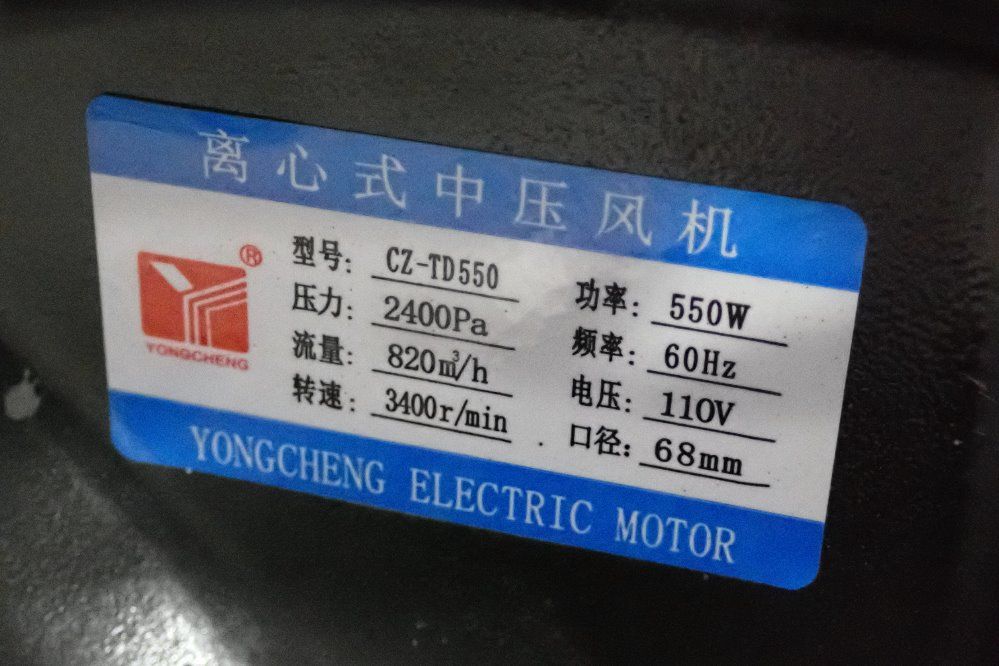 离心式中压风机
®
YONGCHENG
型号: CZ-TD550
压力: 2400Pa
流量: 820m³/h
转速: 3400r/min
功率: 550W
频率: 60Hz
电压: 110V
口径: 68mm
YONGCHENG ELECTRIC MOTOR